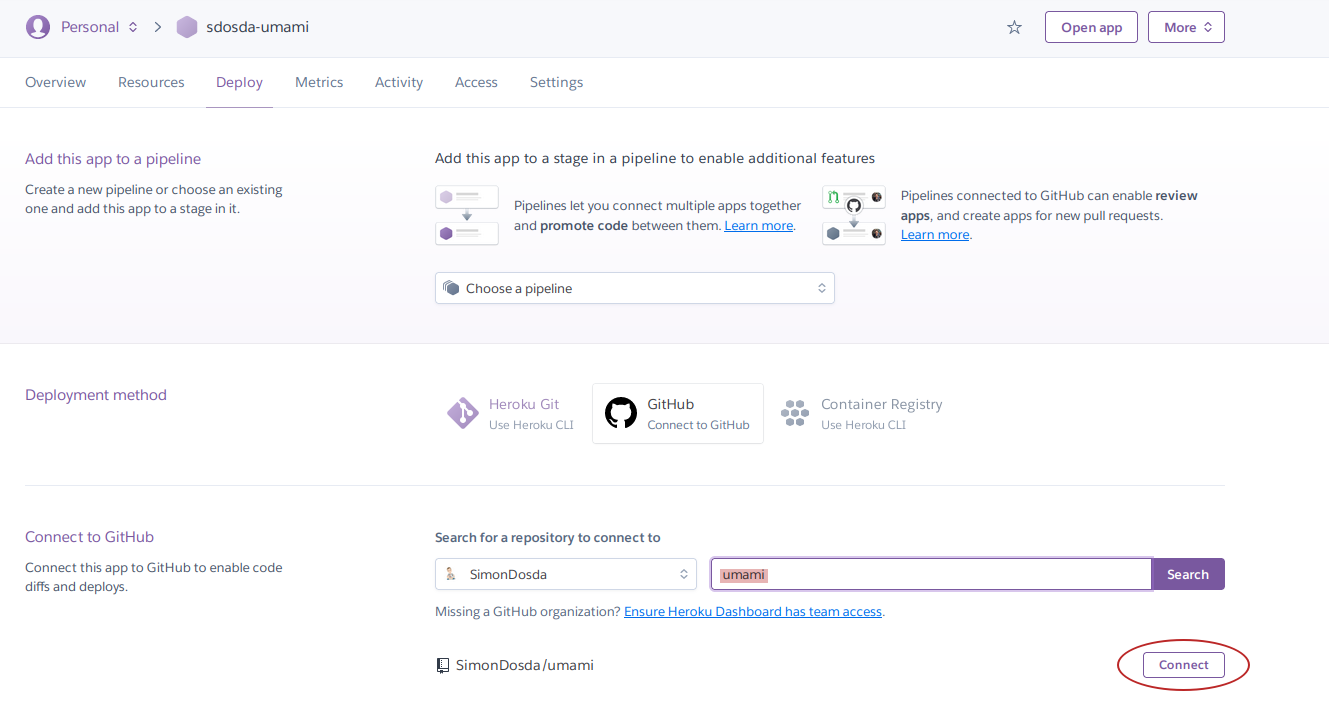 Personal
sdosda-umami
Open app
More
Overview
Resources
Deploy
Metrics
Activity
Access
Settings
Add this app to a pipeline
Create a new pipeline or choose an existing
one and add this app to a stage in it.
Add this app to a stage in a pipeline to enable additional features
Pipelines let you connect multiple apps together
and promote code between them. Learn more.
Pipelines connected to GitHub can enable review
apps, and create apps for new pull requests.
Learn more.
Choose a pipeline
Deployment method
Heroku Git
Use Heroku CLI
GitHub
Connect to GitHub
Container Registry
Use Heroku CLI
Connect to GitHub
Connect this app to GitHub to enable code
diffs and deploys.
Search for a repository to connect to
SimonDosda
umami
Search
Missing a GitHub organization? Ensure Heroku Dashboard has team access.
SimonDosda/umami
Connect